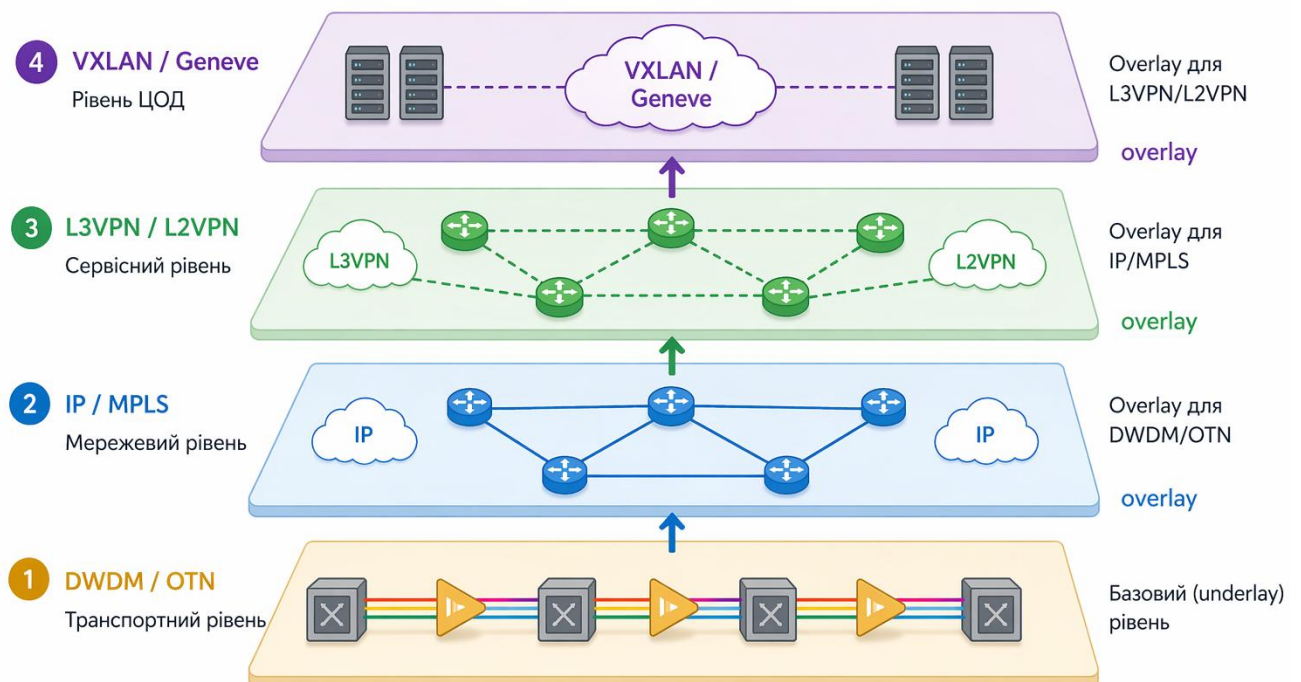 4
VXLAN / Geneve
Рівень ЦОД
VXLAN /
Geneve
Overlay для
L3VPN/L2VPN
overlay
3
L3VPN / L2VPN
Сервісний рівень
L3VPN
L2VPN
Overlay для
IP/MPLS
overlay
2
IP / MPLS
Мережевий рівень
IP
IP
Overlay для
DWDM/OTN
overlay
1
DWDM / OTN
Транспортний рівень
Базовий (underlay)
рівень